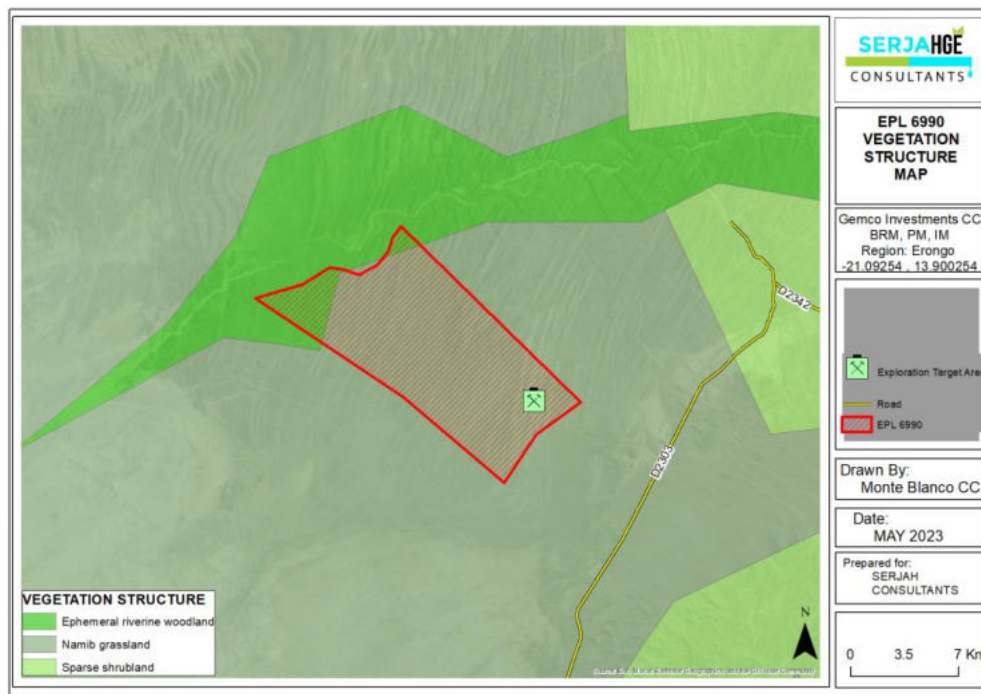 SERJAHGE
CONSULTANTS
EPL 6990
VEGETATION
STRUCTURE
MAP
Gemco Investments CC
BRM, PM, IM
Region: Erongo
-21.09254 , 13.900254
Exploration Target Area
Road
EPL 6990
Drawn By:
Monte Blanco CC
Date:
MAY 2023
Prepared for:
SERJAH
CONSULTANTS
N
0 3.5 7 Km
D2342
D2303
VEGETATION STRUCTURE
Ephemeral riverine woodland
Namib grassland
Sparse shrubland